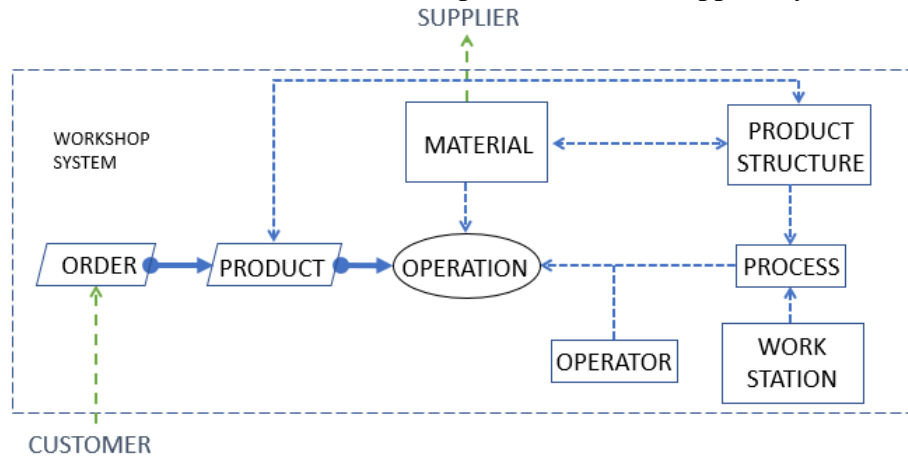 SUPPLIER
WORKSHOP
SYSTEM
MATERIAL
PRODUCT
STRUCTURE
ORDER
PRODUCT
OPERATION
PROCESS
OPERATOR
WORK
STATION
CUSTOMER